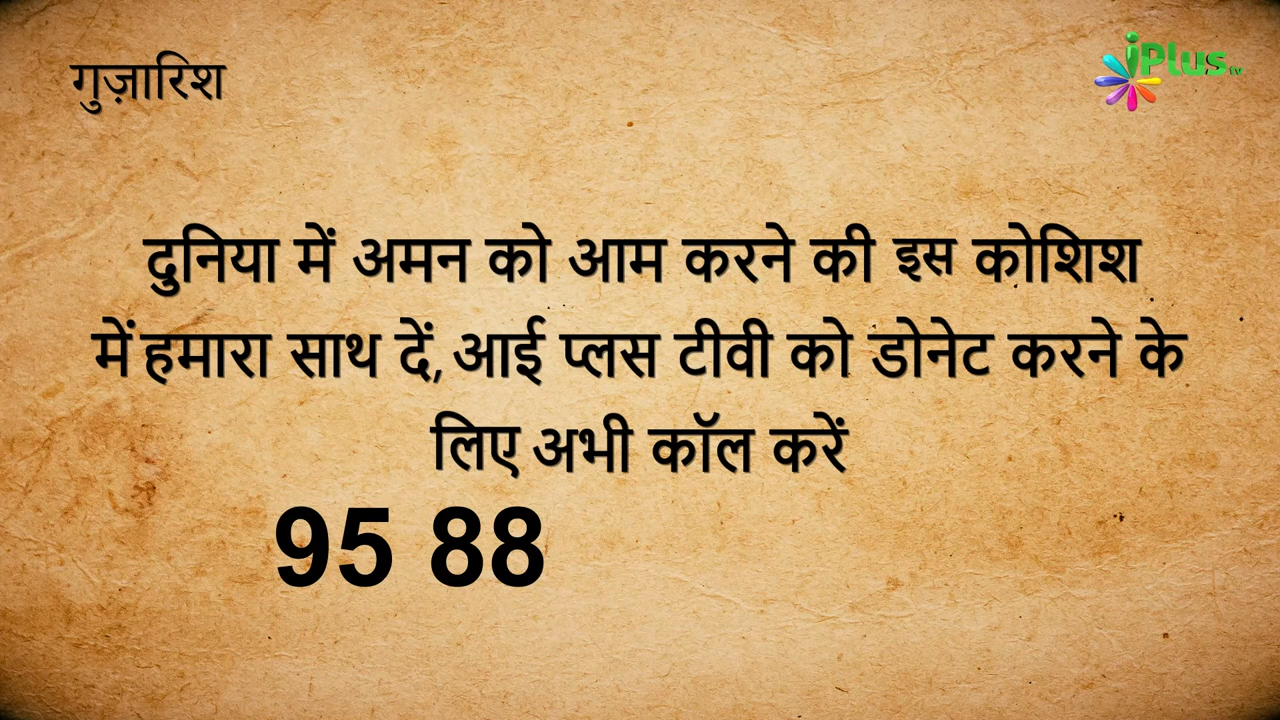 गुज़ारिश
iPlus tv
दुनिया में अमन को आम करने की इस कोशिश
में हमारा साथ दें, आई प्लस टीवी को डोनेट करने के
लिए अभी कॉल करें
95 88